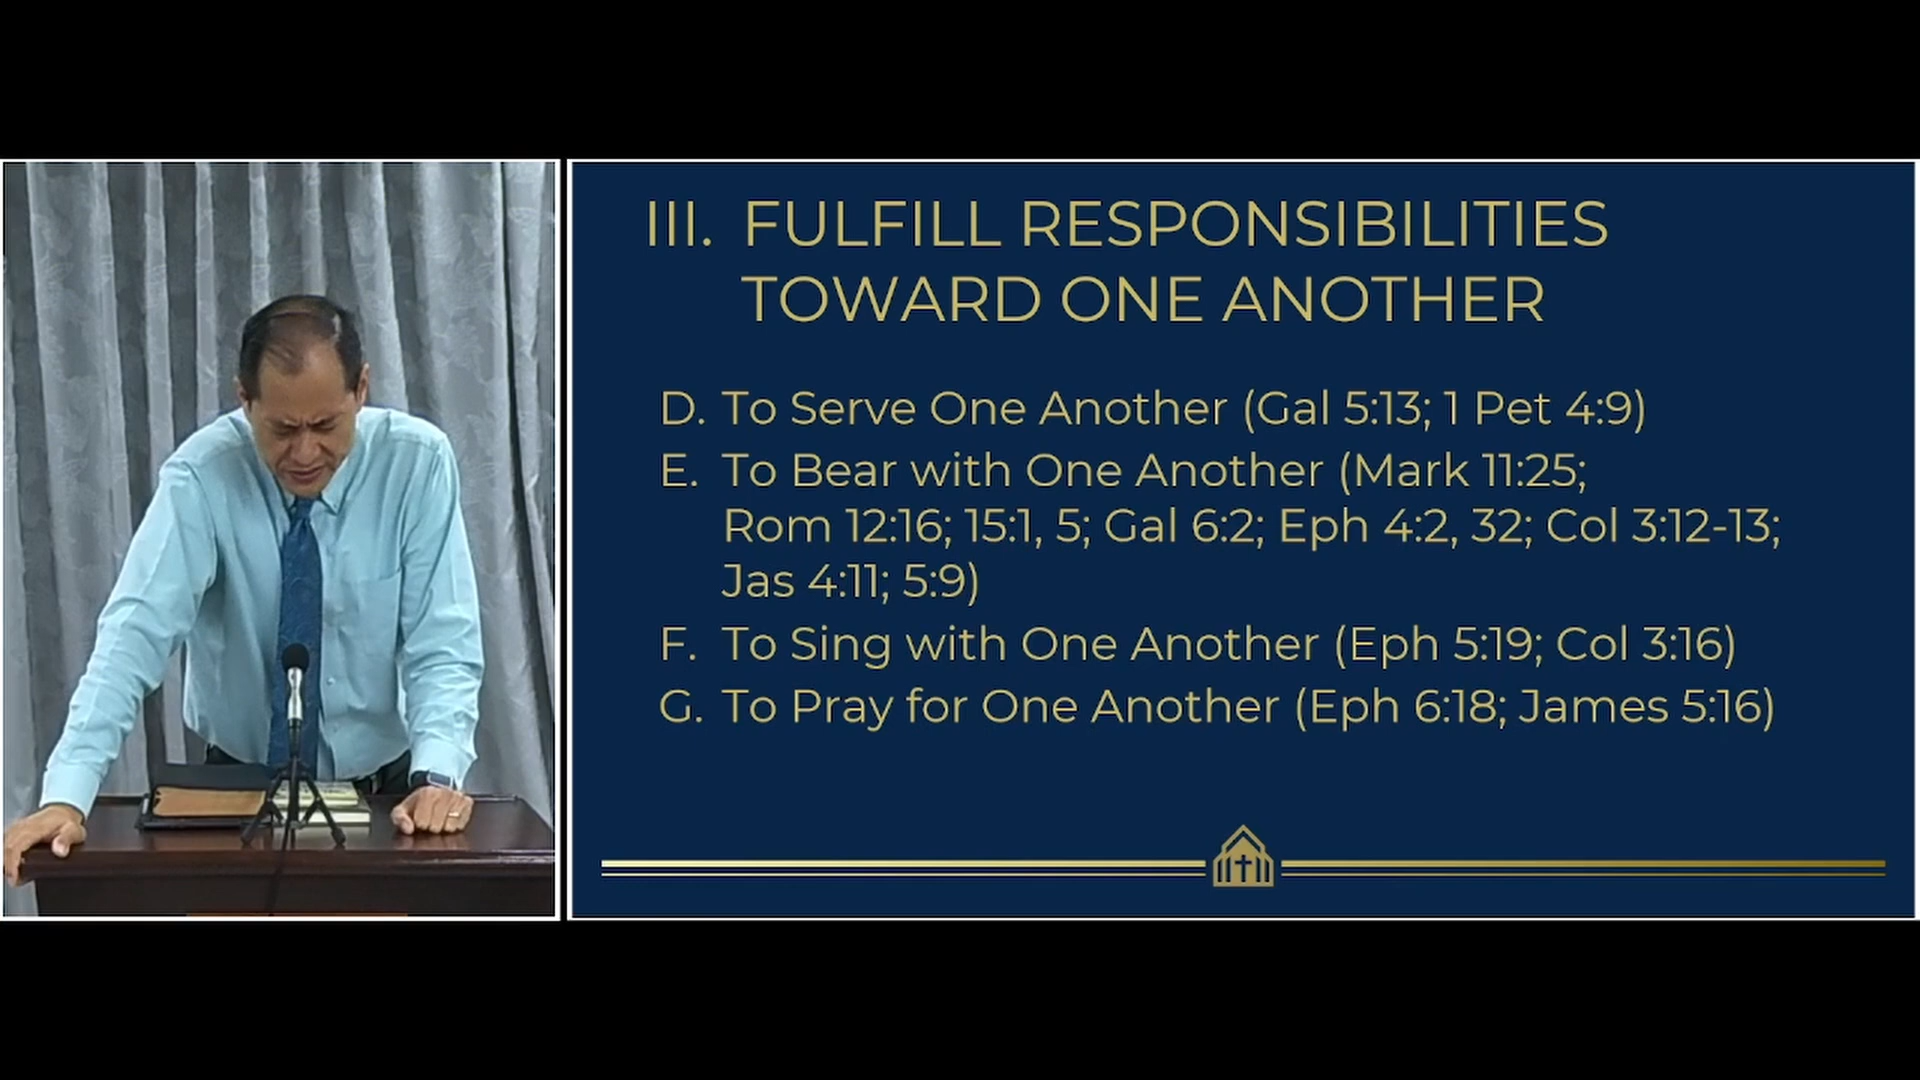 III. FULFILL RESPONSIBILITIES
TOWARD ONE ANOTHER
D. To Serve One Another (Gal 5:13; 1 Pet 4:9)
E. To Bear with One Another (Mark 11:25;
Rom 12:16; 15:1, 5; Gal 6:2; Eph 4:2, 32; Col 3:12-13;
Jas 4:11; 5:9)
F. To Sing with One Another (Eph 5:19; Col 3:16)
G. To Pray for One Another (Eph 6:18; James 5:16)